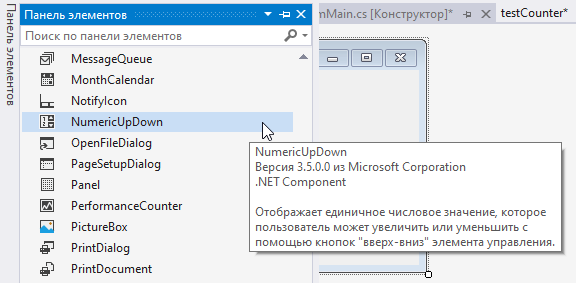 Панель элементов
Панель элементов
mMain.cs [Конструктор]*
testCounter*
Поиск по панели элементов
MessageQueue
MonthCalendar
NotifyIcon
NumericUpDown
OpenFileDialog
PageSetupDialog
Panel
PerformanceCounter
PictureBox
PrintDialog
PrintDocument
NumericUpDown
Версия 3.5.0.0 из Microsoft Corporation
.NET Component
Отображает единичное числовое значение, которое
пользователь может увеличить или уменьшить с
помощью кнопок "вверх-вниз" элемента управления.